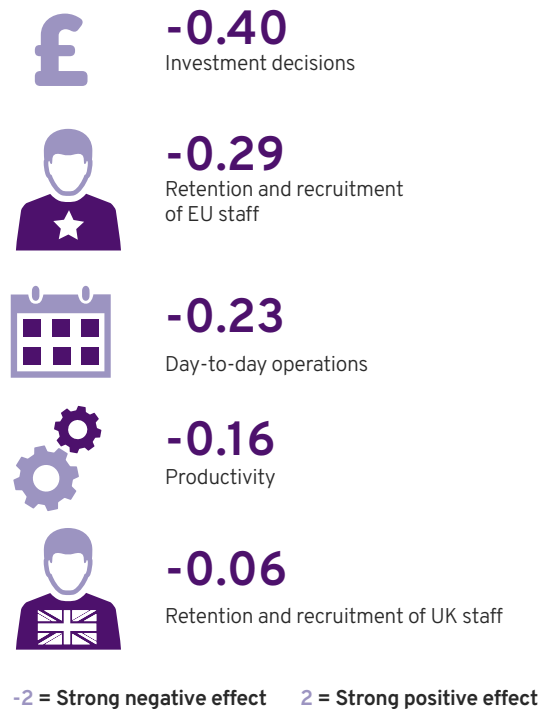 £
-0.40
Investment decisions
-0.29
Retention and recruitment
of EU staff
-0.23
Day-to-day operations
-0.16
Productivity
-0.06
Retention and recruitment of UK staff
-2 = Strong negative effect 2 = Strong positive effect